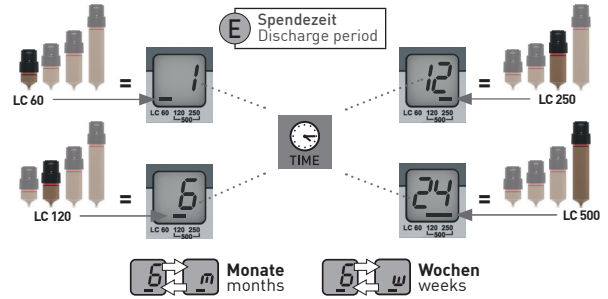 E Spendezeit
Discharge period
LC 60
=
1
LC 60 120 250
500
12
LC 60 120 250
500
=
LC 250
TIME
LC 120
=
6
LC 60 120 250
500
24
LC 60 120 250
500
=
LC 500
6 m Monate
months
6 w Wochen
weeks